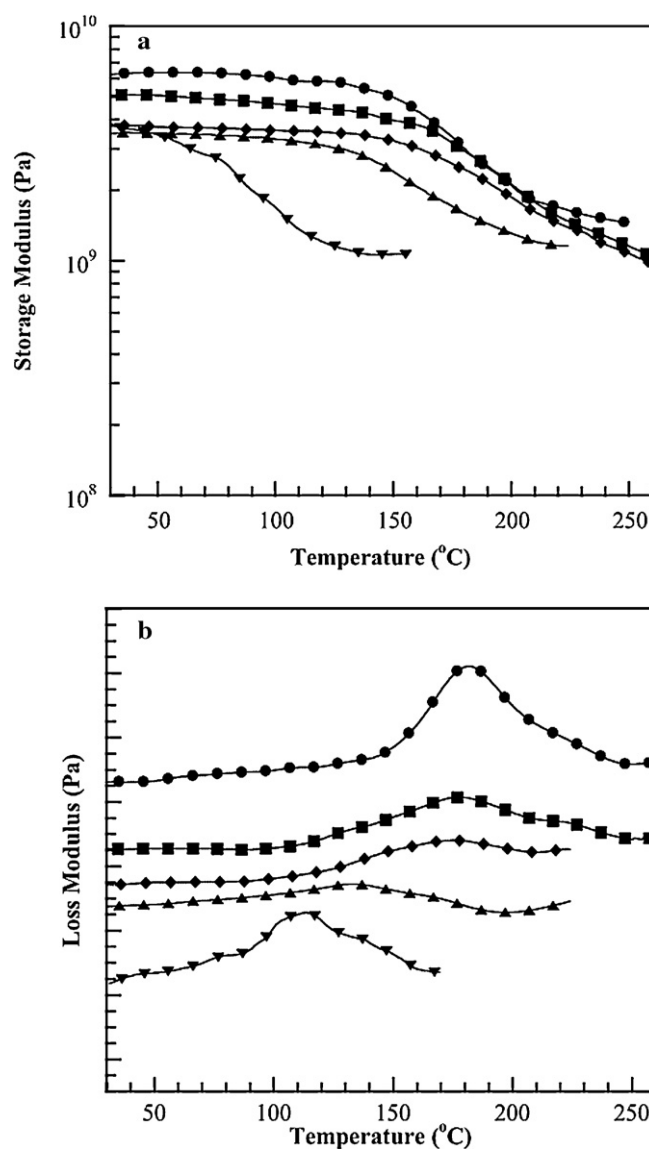 a
10¹⁰
10⁹
10⁸
Storage Modulus (Pa)
50 100 150 200 250
Temperature (°C)
b
Loss Modulus (Pa)
50 100 150 200 250
Temperature (°C)